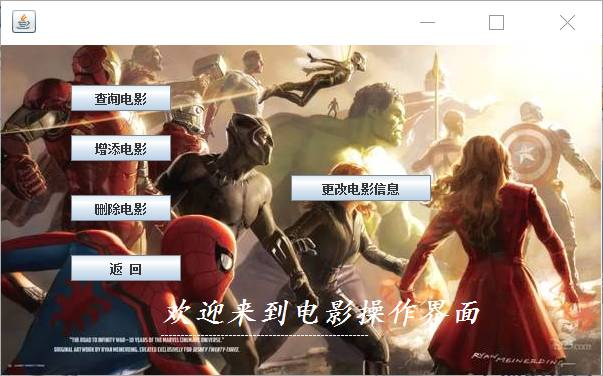 查询电影
增添电影
更改电影信息
删除电影
返 回
欢迎来到电影操作界面
"THE ROAD TO INFINITY WAR–10 YEARS OF THE MARVEL CINEMATIC UNIVERSE."
ORIGINAL ARTWORK BY RYAN MEINERDING, CREATED EXCLUSIVELY FOR DISNEY TWENTY-THREE.
RYAN MEINERDING